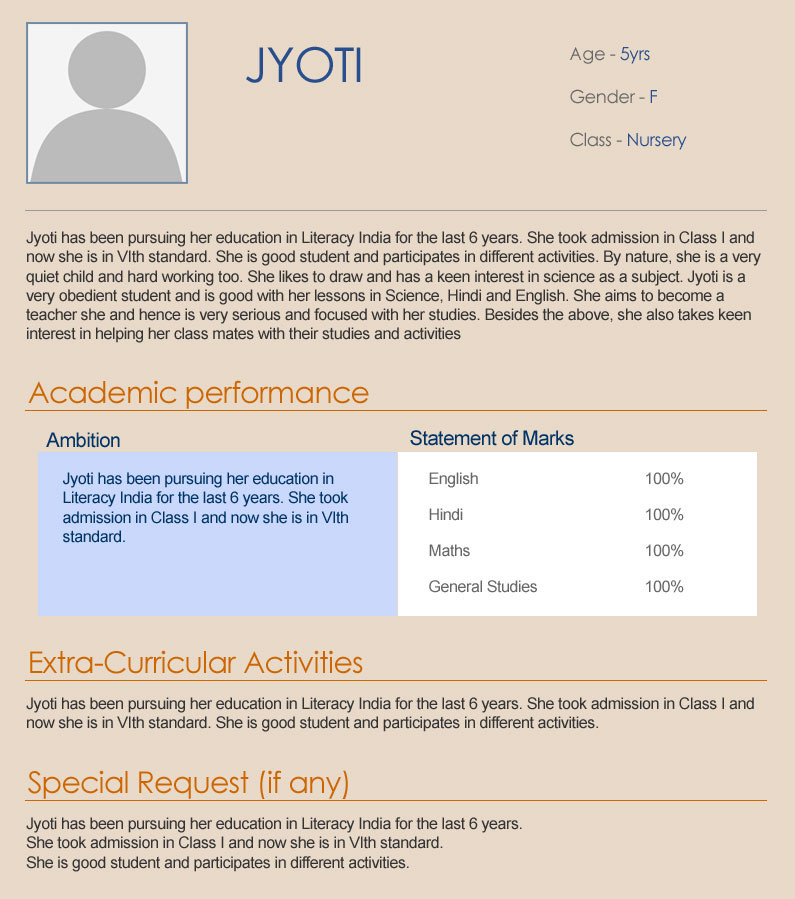 JYOTI
Age - 5yrs
Gender - F
Class - Nursery
Jyoti has been pursuing her education in Literacy India for the last 6 years. She took admission in Class I and
now she is in VIth standard. She is good student and participates in different activities. By nature, she is a very
quiet child and hard working too. She likes to draw and has a keen interest in science as a subject. Jyoti is a
very obedient student and is good with her lessons in Science, Hindi and English. She aims to become a
teacher she and hence is very serious and focused with her studies. Besides the above, she also takes keen
interest in helping her class mates with their studies and activities
Academic performance
Ambition
Jyoti has been pursuing her education in
Literacy India for the last 6 years. She took
admission in Class I and now she is in VIth
standard.
Statement of Marks
English 100%
Hindi 100%
Maths 100%
General Studies 100%
Extra-Curricular Activities
Jyoti has been pursuing her education in Literacy India for the last 6 years. She took admission in Class I and
now she is in VIth standard. She is good student and participates in different activities.
Special Request (if any)
Jyoti has been pursuing her education in Literacy India for the last 6 years.
She took admission in Class I and now she is in VIth standard.
She is good student and participates in different activities.